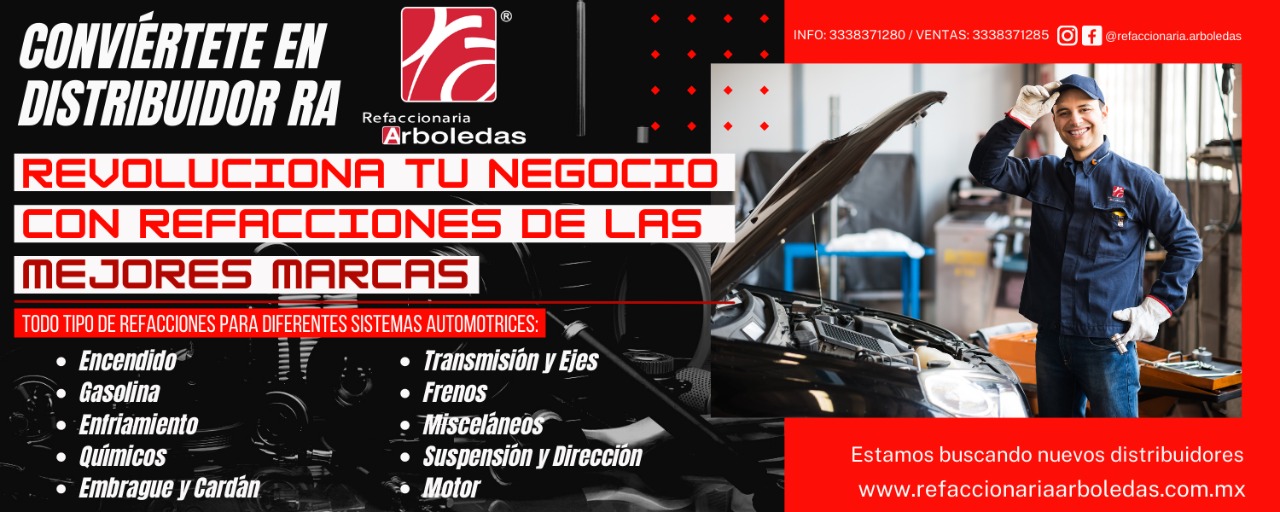 CONVIÉRTETE EN
DISTRIBUIDOR RA
®
Refaccionaria
Arboledas
INFO: 3338371280 / VENTAS: 3338371285 @refaccionaria.arboledas
REVOLUCIONA TU NEGOCIO
CON REFACCIONES DE LAS
MEJORES MARCAS
TODO TIPO DE REFACCIONES PARA DIFERENTES SISTEMAS AUTOMOTRICES:
• Encendido
• Gasolina
• Enfriamiento
• Químicos
• Embrague y Cardán
• Transmisión y Ejes
• Frenos
• Misceláneos
• Suspensión y Dirección
• Motor
Estamos buscando nuevos distribuidores
www.refaccionariaarboledas.com.mx